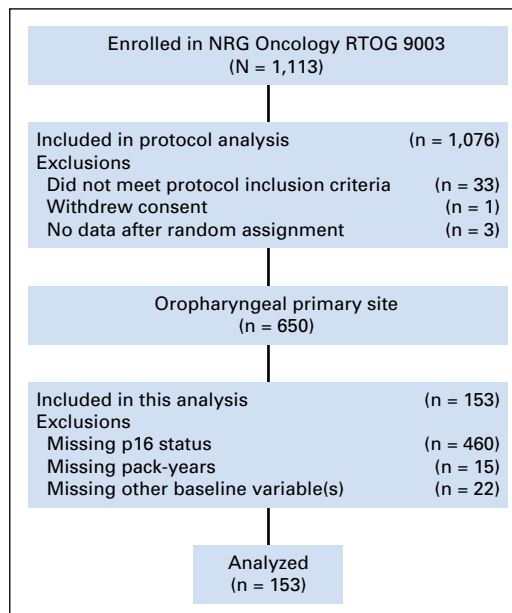 Enrolled in NRG Oncology RTOG 9003
(N = 1,113)
Included in protocol analysis (n = 1,076)
Exclusions
Did not meet protocol inclusion criteria (n = 33)
Withdrew consent (n = 1)
No data after random assignment (n = 3)
Oropharyngeal primary site
(n = 650)
Included in this analysis (n = 153)
Exclusions
Missing p16 status (n = 460)
Missing pack-years (n = 15)
Missing other baseline variable(s) (n = 22)
Analyzed
(n = 153)